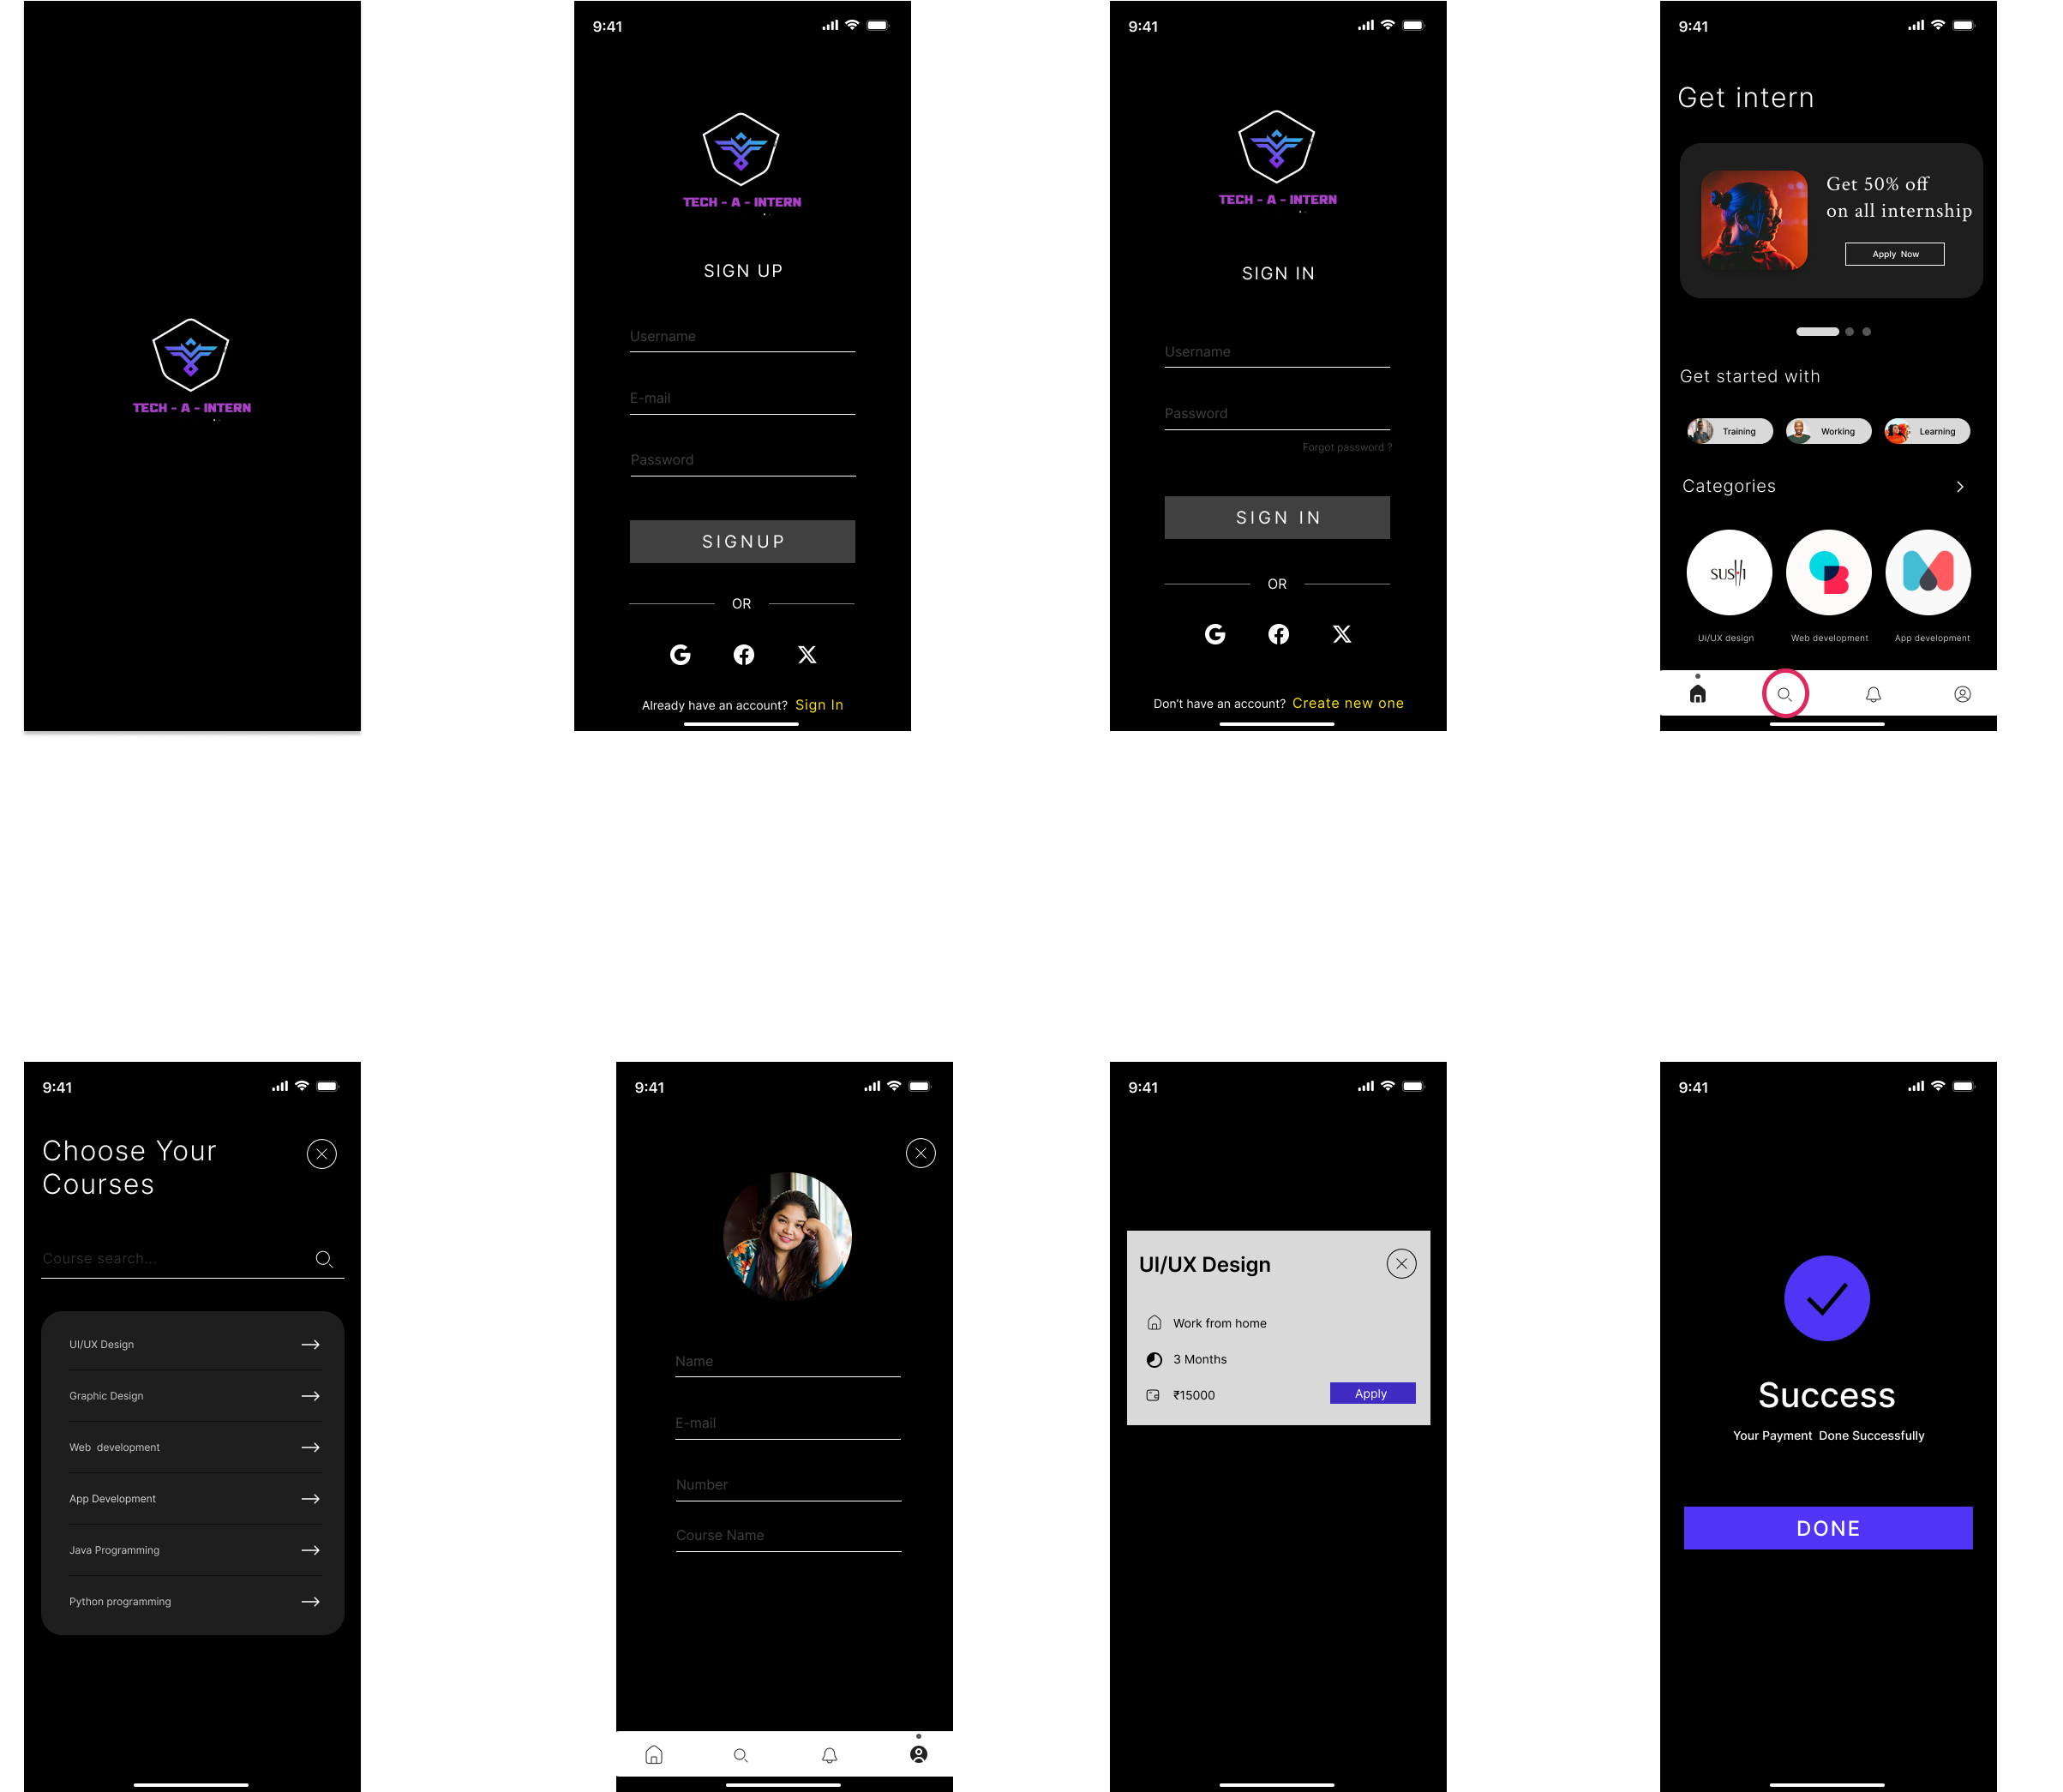 TECH - A - INTERN
9:41
TECH - A - INTERN
SIGN UP
Username
E-mail
Password
SIGNUP
OR
Already have an account? Sign In
9:41
TECH - A - INTERN
SIGN IN
Username
Password
Forgot password ?
SIGN IN
OR
Don't have an account? Create new one
9:41
Get intern
Get 50% off
on all internship
Apply Now
Get started with
Training
Working
Learning
Categories
SUSHI
UI/UX design
Web development
App development
9:41
Choose Your
Courses
Course search...
UI/UX Design
Graphic Design
Web development
App Development
Java Programming
Python programming
9:41
Name
E-mail
Number
Course Name
9:41
UI/UX Design
Work from home
3 Months
₹15000
Apply
9:41
Success
Your Payment Done Successfully
DONE